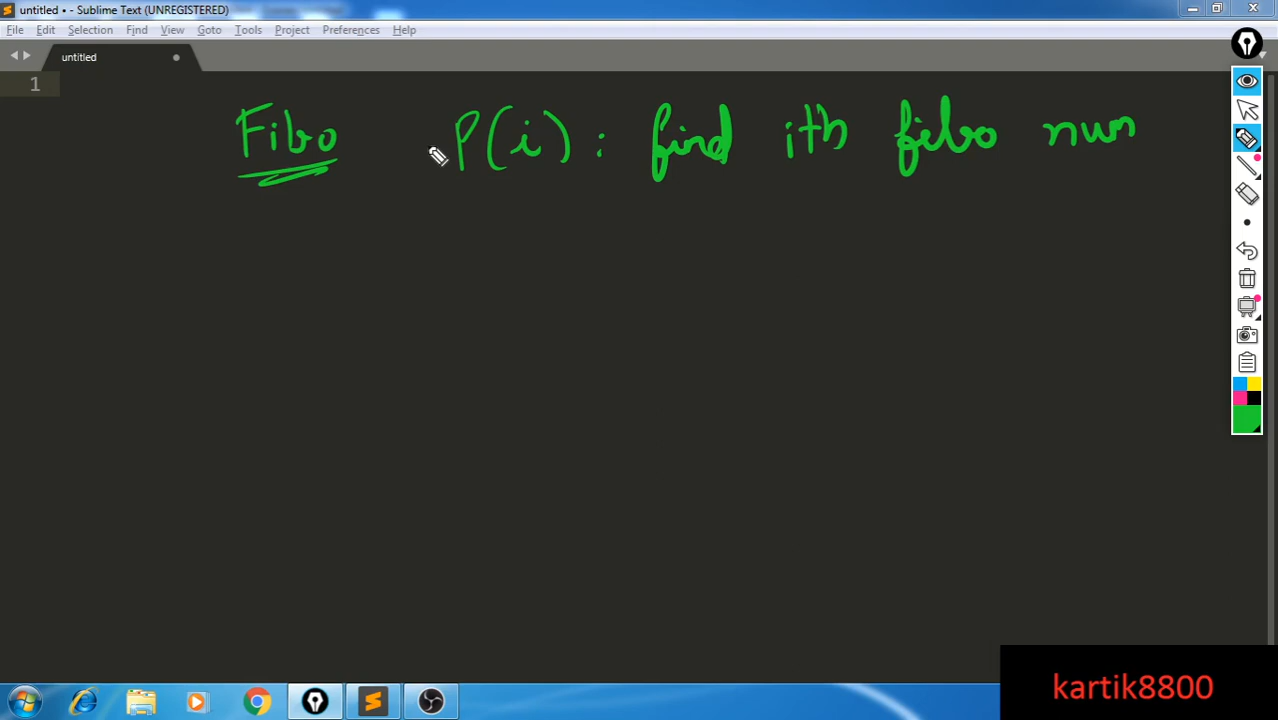 untitled • - Sublime Text (UNREGISTERED)
File Edit Selection Find View Goto Tools Project Preferences Help
untitled
1
Fibo P(i) : find ith fibo num
kartik8800